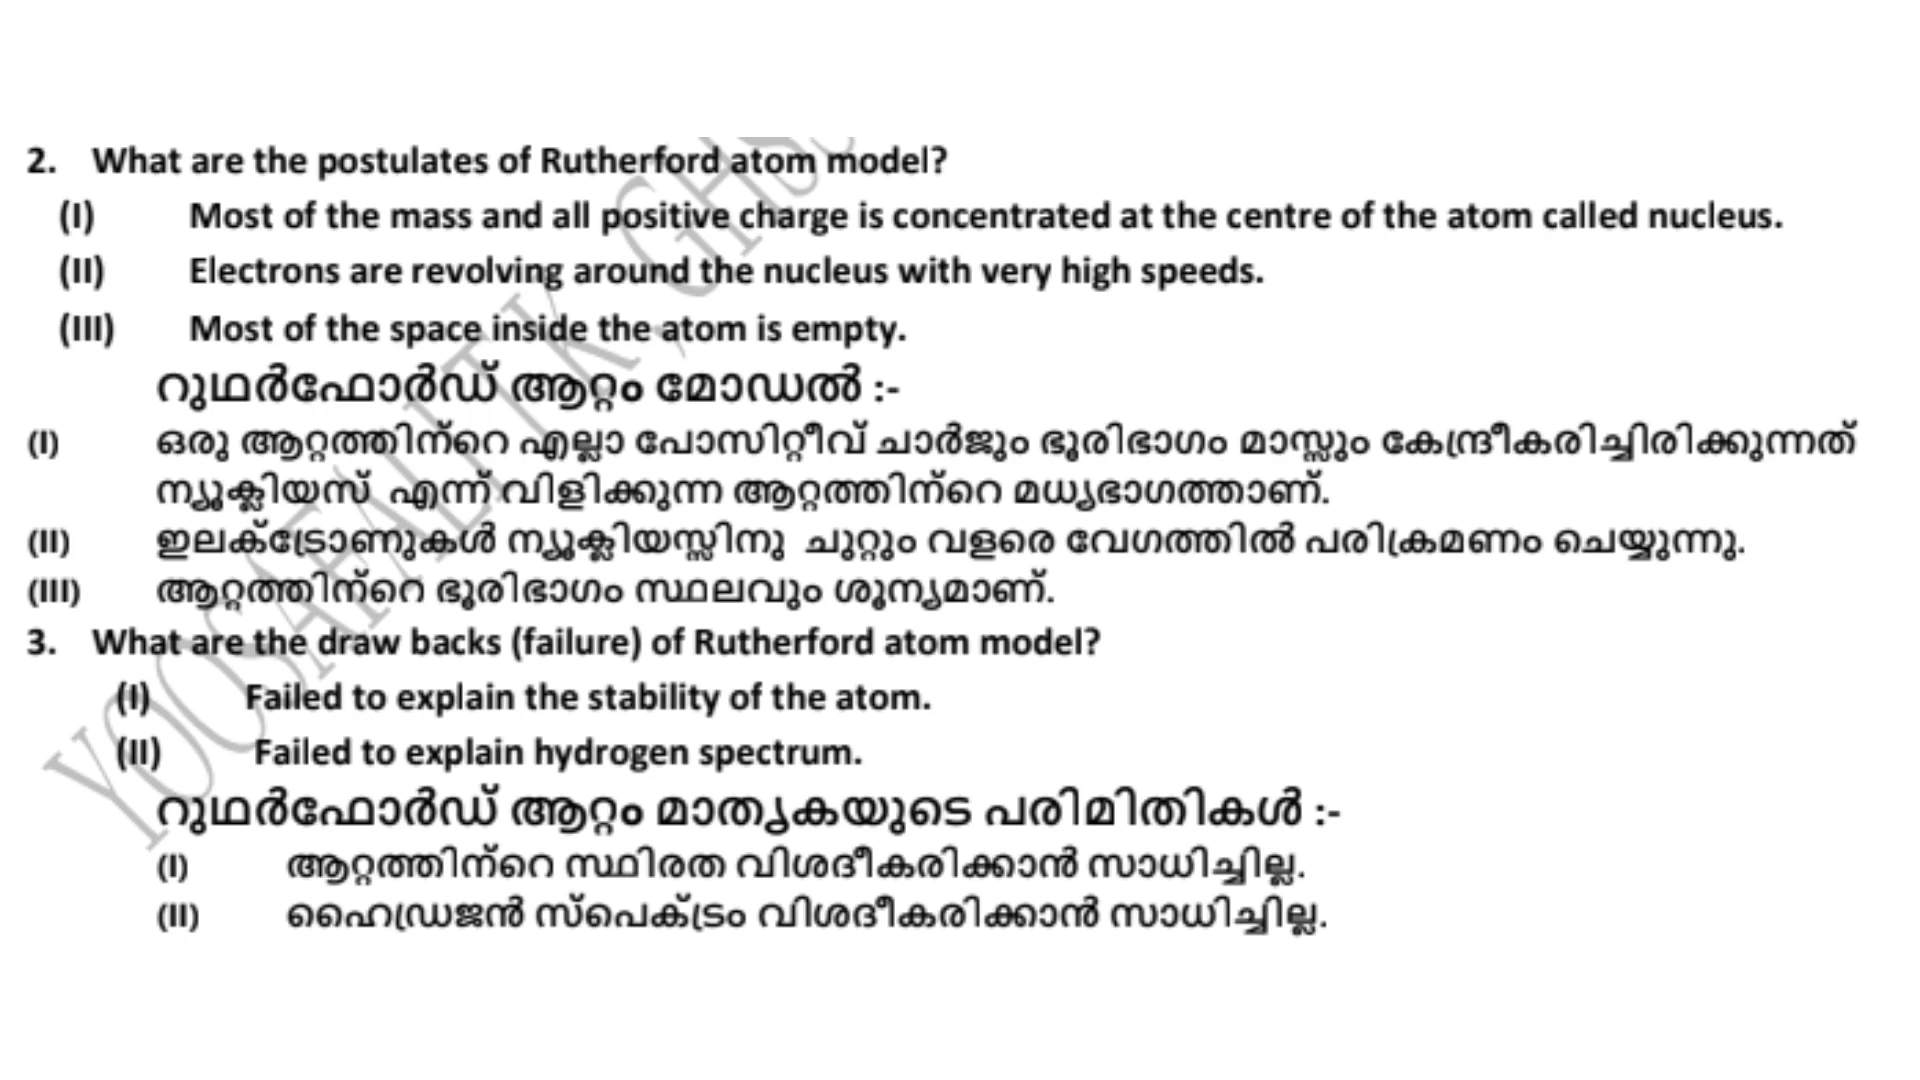 2. What are the postulates of Rutherford atom model?
(I) Most of the mass and all positive charge is concentrated at the centre of the atom called nucleus.
(II) Electrons are revolving around the nucleus with very high speeds.
(III) Most of the space inside the atom is empty.
റുഥർഫോർഡ് ആറ്റം മോഡൽ :-
(I) ഒരു ആറ്റത്തിന്റെ എല്ലാ പോസിറ്റീവ് ചാർജും ഭൂരിഭാഗം മാസ്സും കേന്ദ്രീകരിച്ചിരിക്കുന്നത്
ന്യൂക്ലിയസ് എന്ന് വിളിക്കുന്ന ആറ്റത്തിന്റെ മധ്യഭാഗത്താണ്.
(II) ഇലക്ട്രോണുകൾ ന്യൂക്ലിയസ്സിനു ചുറ്റും വളരെ വേഗത്തിൽ പരിക്രമണം ചെയ്യുന്നു.
(III) ആറ്റത്തിന്റെ ഭൂരിഭാഗം സ്ഥലവും ശൂന്യമാണ്.
3. What are the draw backs (failure) of Rutherford atom model?
(I) Failed to explain the stability of the atom.
(II) Failed to explain hydrogen spectrum.
റുഥർഫോർഡ് ആറ്റം മാതൃകയുടെ പരിമിതികൾ :-
(I) ആറ്റത്തിന്റെ സ്ഥിരത വിശദീകരിക്കാൻ സാധിച്ചില്ല.
(II) ഹൈഡ്രജൻ സ്പെക്ട്രം വിശദീകരിക്കാൻ സാധിച്ചില്ല.